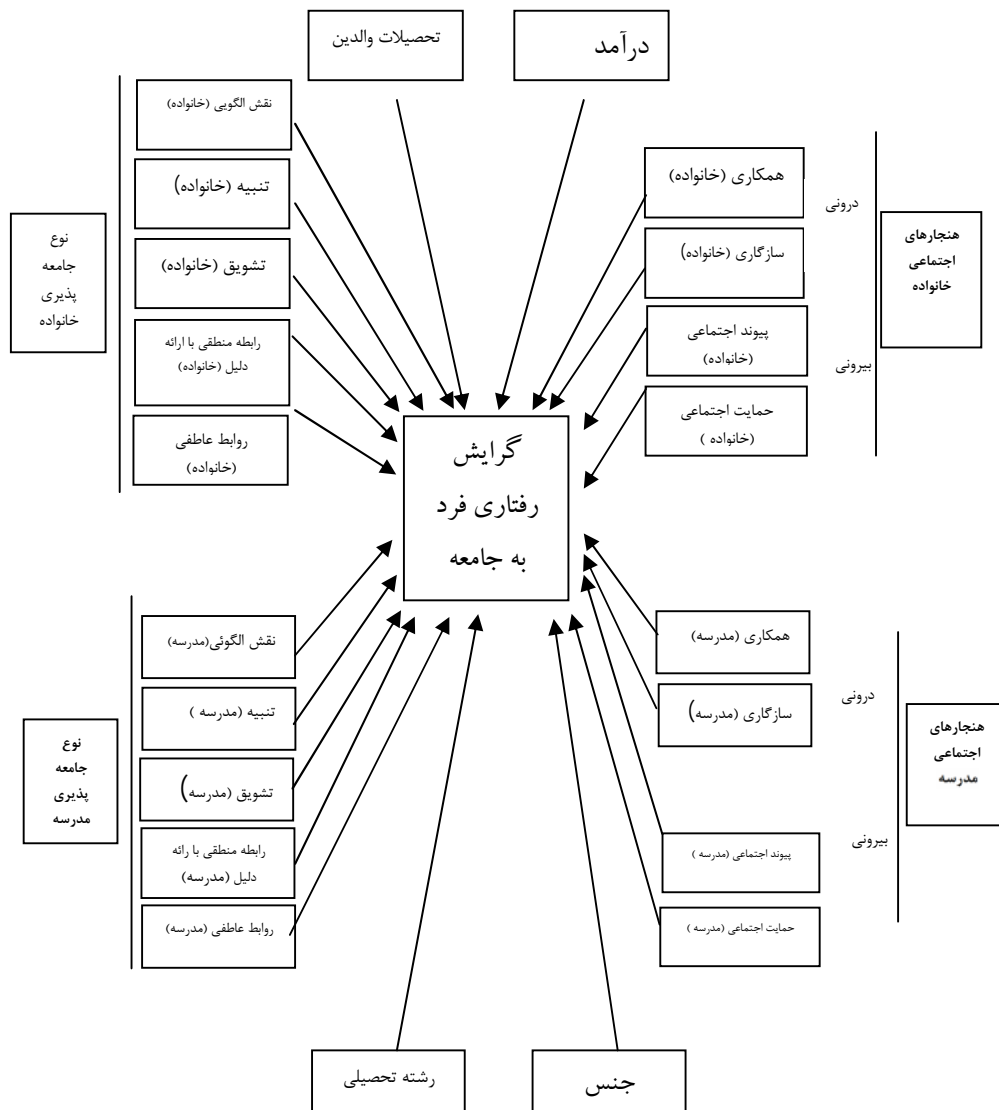 درآمد
تحصیلات والدین
همکاری (خانواده)
سازگاری (خانواده)
پیوند اجتماعی
(خانواده)
حمایت اجتماعی
(خانواده )
درونی
بیرونی
هنجارهای
اجتماعی
خانواده
نقش الگویی (خانواده)
تنبیه (خانواده)
تشویق (خانواده)
رابطه منطقی با ارائه
دلیل (خانواده)
روابط عاطفی
(خانواده)
نوع
جامعه
پذیری
خانواده
گرایش
رفتاری فرد
به جامعه
همکاری (مدرسه)
سازگاری (مدرسه)
پیوند اجتماعی (مدرسه )
حمایت اجتماعی (مدرسه )
درونی
بیرونی
هنجارهای
اجتماعی
مدرسه
نقش الگوئی(مدرسه)
تنبیه (مدرسه )
تشویق (مدرسه)
رابطه منطقی با رائه
دلیل (مدرسه)
روابط عاطفی (مدرسه)
نوع
جامعه
پذیری
مدرسه
جنس
رشته تحصیلی